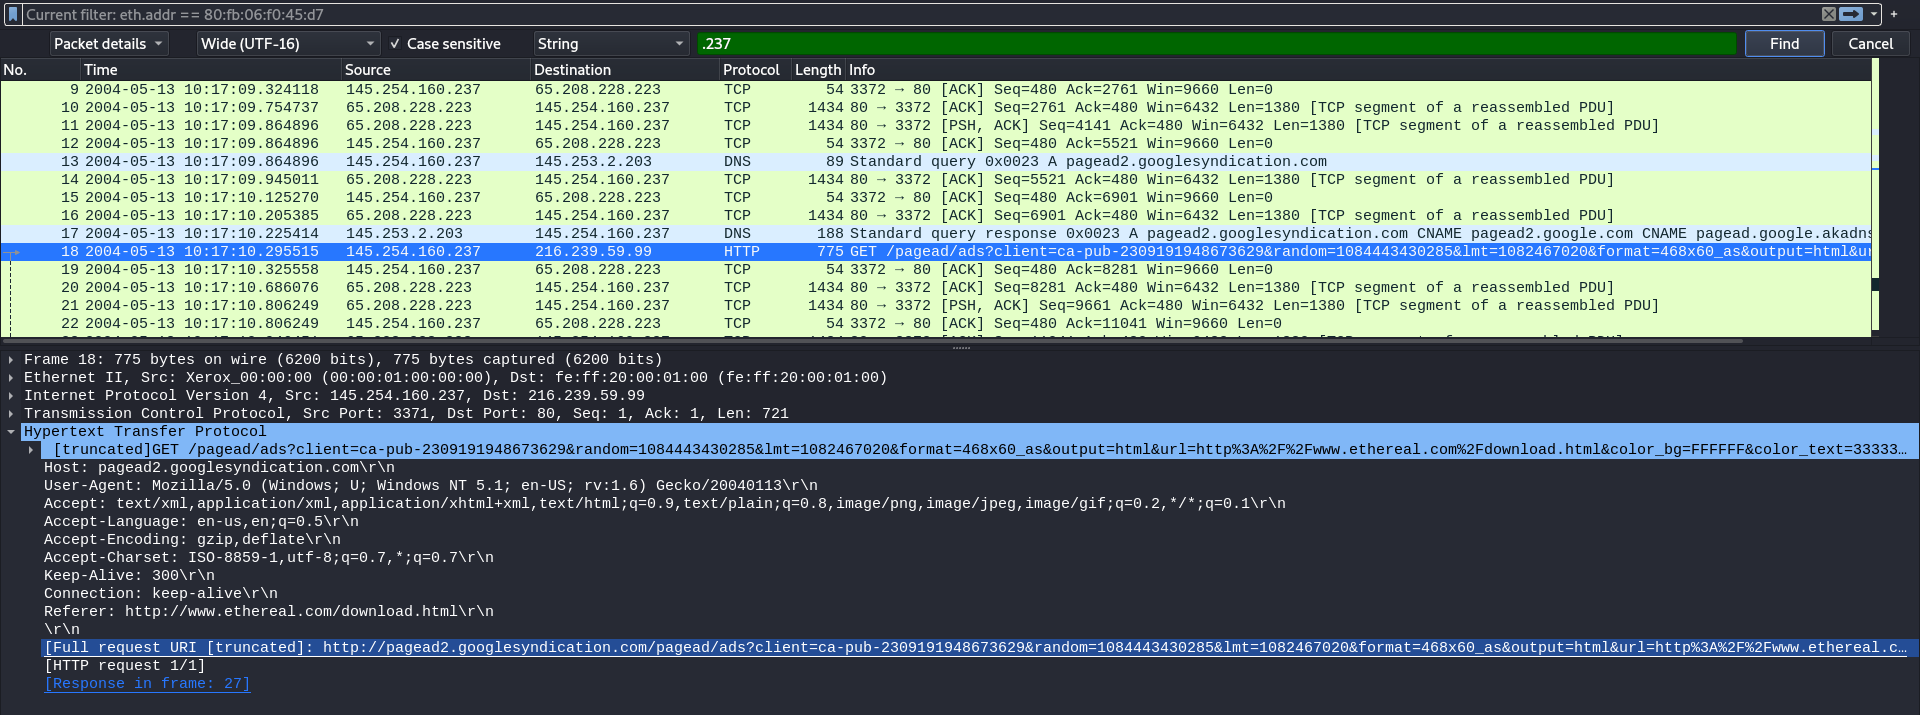 Current filter: eth.addr == 80:fb:06:f0:45:d7 +
Packet details Wide (UTF-16) ✓ Case sensitive String .237 Find Cancel
No. Time Source Destination Protocol Length Info
9 2004-05-13 10:17:09.324118 145.254.160.237 65.208.228.223 TCP 54 3372 → 80 [ACK] Seq=480 Ack=2761 Win=9660 Len=0
10 2004-05-13 10:17:09.754737 65.208.228.223 145.254.160.237 TCP 1434 80 → 3372 [ACK] Seq=2761 Ack=480 Win=6432 Len=1380 [TCP segment of a reassembled PDU]
11 2004-05-13 10:17:09.864896 65.208.228.223 145.254.160.237 TCP 1434 80 → 3372 [PSH, ACK] Seq=4141 Ack=480 Win=6432 Len=1380 [TCP segment of a reassembled PDU]
12 2004-05-13 10:17:09.864896 145.254.160.237 65.208.228.223 TCP 54 3372 → 80 [ACK] Seq=480 Ack=5521 Win=9660 Len=0
13 2004-05-13 10:17:09.864896 145.254.160.237 145.253.2.203 DNS 89 Standard query 0x0023 A pagead2.googlesyndication.com
14 2004-05-13 10:17:09.945011 65.208.228.223 145.254.160.237 TCP 1434 80 → 3372 [ACK] Seq=5521 Ack=480 Win=6432 Len=1380 [TCP segment of a reassembled PDU]
15 2004-05-13 10:17:10.125270 145.254.160.237 65.208.228.223 TCP 54 3372 → 80 [ACK] Seq=480 Ack=6901 Win=9660 Len=0
16 2004-05-13 10:17:10.205385 65.208.228.223 145.254.160.237 TCP 1434 80 → 3372 [ACK] Seq=6901 Ack=480 Win=6432 Len=1380 [TCP segment of a reassembled PDU]
17 2004-05-13 10:17:10.225414 145.253.2.203 145.254.160.237 DNS 188 Standard query response 0x0023 A pagead2.googlesyndication.com CNAME pagead2.google.com CNAME pagead.google.akadns
18 2004-05-13 10:17:10.295515 145.254.160.237 216.239.59.99 HTTP 775 GET /pagead/ads?client=ca-pub-2309191948673629&random=1084443430285&lmt=1082467020&format=468x60_as&output=html&ur
19 2004-05-13 10:17:10.325558 145.254.160.237 65.208.228.223 TCP 54 3372 → 80 [ACK] Seq=480 Ack=8281 Win=9660 Len=0
20 2004-05-13 10:17:10.686076 65.208.228.223 145.254.160.237 TCP 1434 80 → 3372 [ACK] Seq=8281 Ack=480 Win=6432 Len=1380 [TCP segment of a reassembled PDU]
21 2004-05-13 10:17:10.806249 65.208.228.223 145.254.160.237 TCP 1434 80 → 3372 [PSH, ACK] Seq=9661 Ack=480 Win=6432 Len=1380 [TCP segment of a reassembled PDU]
22 2004-05-13 10:17:10.806249 145.254.160.237 65.208.228.223 TCP 54 3372 → 80 [ACK] Seq=480 Ack=11041 Win=9660 Len=0
Frame 18: 775 bytes on wire (6200 bits), 775 bytes captured (6200 bits)
Ethernet II, Src: Xerox_00:00:00 (00:00:01:00:00:00), Dst: fe:ff:20:00:01:00 (fe:ff:20:00:01:00)
Internet Protocol Version 4, Src: 145.254.160.237, Dst: 216.239.59.99
Transmission Control Protocol, Src Port: 3371, Dst Port: 80, Seq: 1, Ack: 1, Len: 721
Hypertext Transfer Protocol
[truncated]GET /pagead/ads?client=ca-pub-2309191948673629&random=1084443430285&lmt=1082467020&format=468x60_as&output=html&url=http%3A%2F%2Fwww.ethereal.com%2Fdownload.html&color_bg=FFFFFF&color_text=33333…
Host: pagead2.googlesyndication.com\r\n
User-Agent: Mozilla/5.0 (Windows; U; Windows NT 5.1; en-US; rv:1.6) Gecko/20040113\r\n
Accept: text/xml,application/xml,application/xhtml+xml,text/html;q=0.9,text/plain;q=0.8,image/png,image/jpeg,image/gif;q=0.2,*/*;q=0.1\r\n
Accept-Language: en-us,en;q=0.5\r\n
Accept-Encoding: gzip,deflate\r\n
Accept-Charset: ISO-8859-1,utf-8;q=0.7,*;q=0.7\r\n
Keep-Alive: 300\r\n
Connection: keep-alive\r\n
Referer: http://www.ethereal.com/download.html\r\n
\r\n
[Full request URI [truncated]: http://pagead2.googlesyndication.com/pagead/ads?client=ca-pub-2309191948673629&random=1084443430285&lmt=1082467020&format=468x60_as&output=html&url=http%3A%2F%2Fwww.ethereal.c…
[HTTP request 1/1]
[Response in frame: 27]